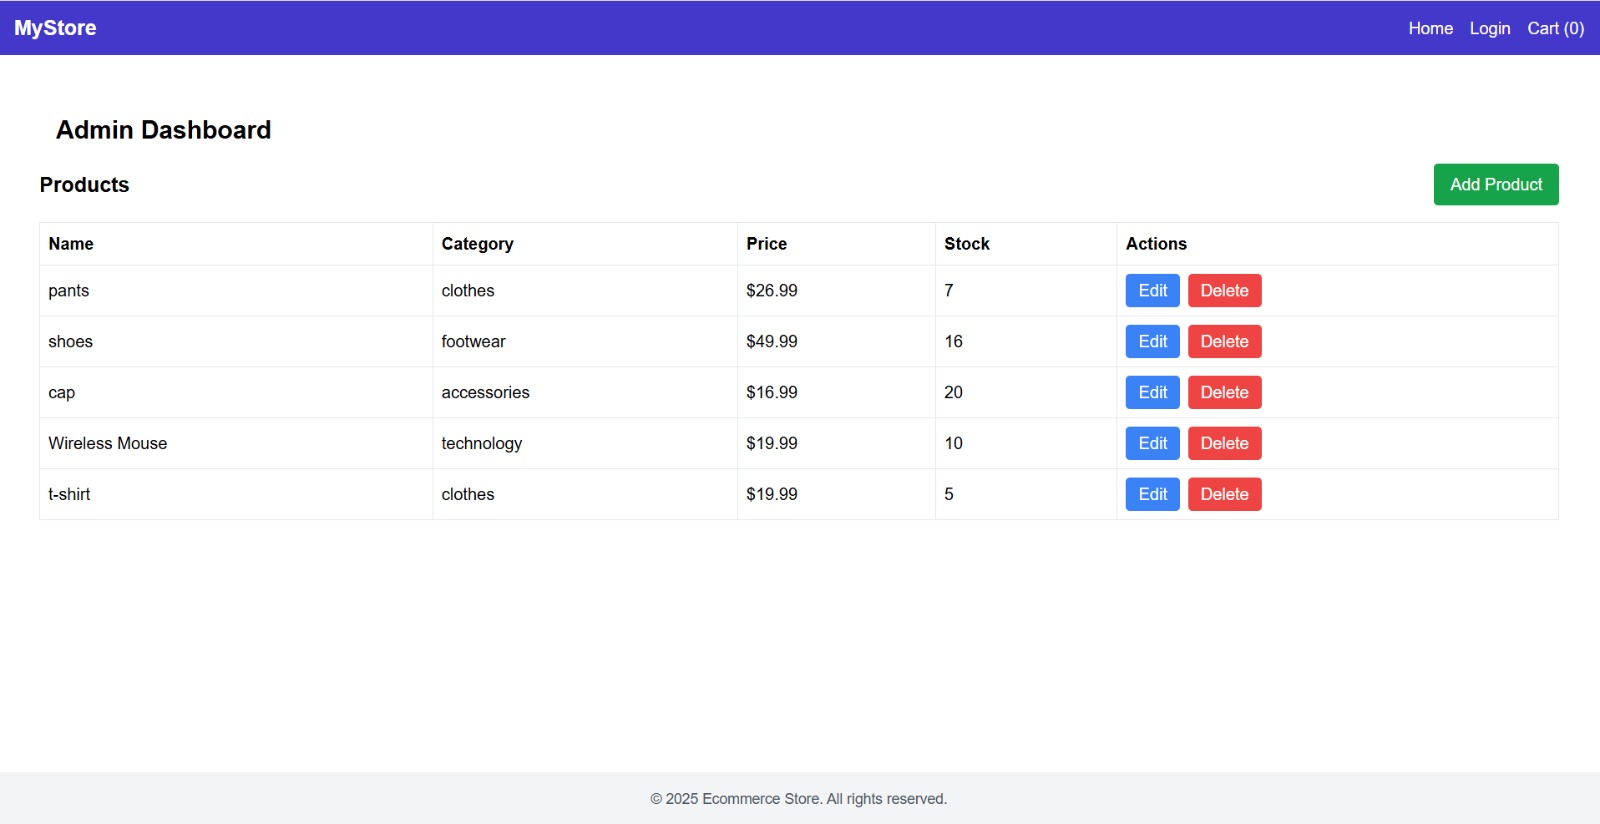 MyStore Home Login Cart (0)
Admin Dashboard
Products Add Product
Name Category Price Stock Actions
pants clothes $26.99 7 Edit Delete
shoes footwear $49.99 16 Edit Delete
cap accessories $16.99 20 Edit Delete
Wireless Mouse technology $19.99 10 Edit Delete
t-shirt clothes $19.99 5 Edit Delete
© 2025 Ecommerce Store. All rights reserved.